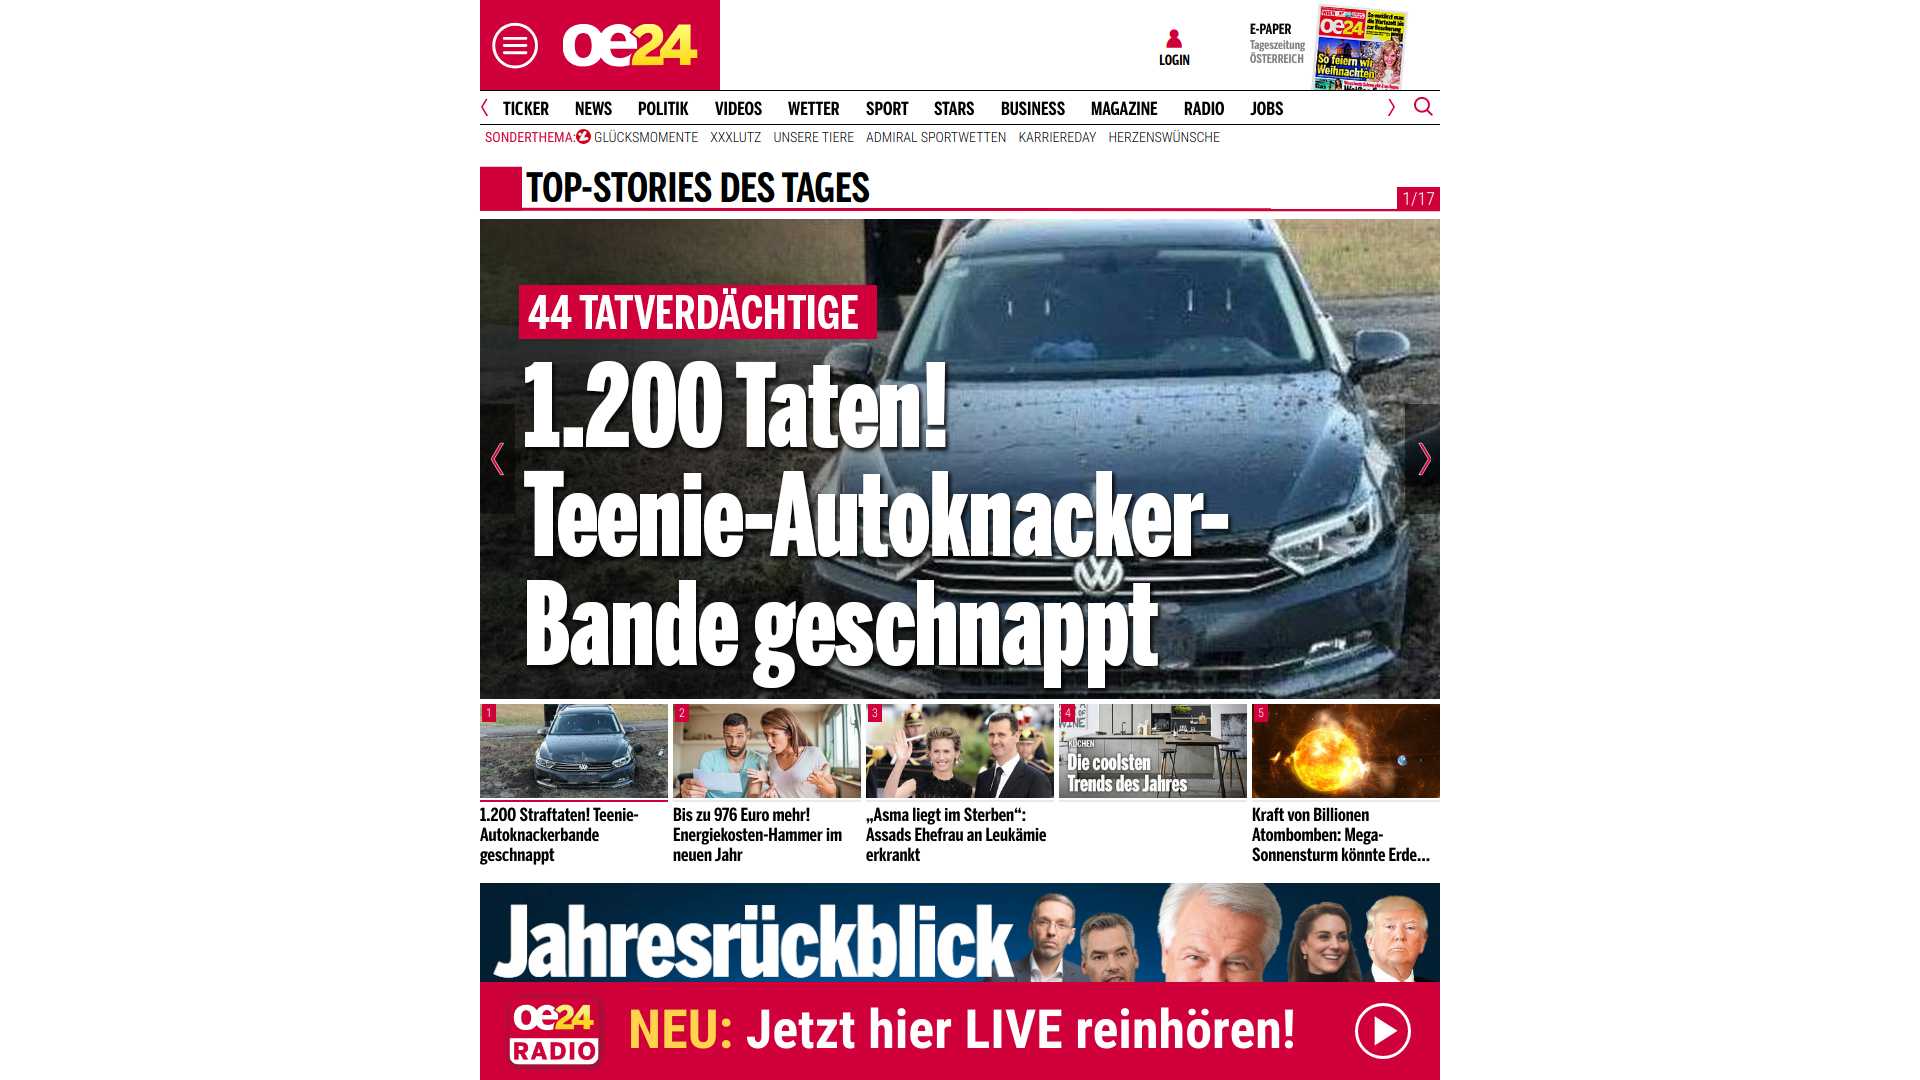 oe24
LOGIN
E-PAPER
Tageszeitung
ÖSTERREICH
oe24
So feiern wir
Weihnachten
TICKER NEWS POLITIK VIDEOS WETTER SPORT STARS BUSINESS MAGAZINE RADIO JOBS
SONDERTHEMA: GLÜCKSMOMENTE XXXLUTZ UNSERE TIERE ADMIRAL SPORTWETTEN KARRIEREDAY HERZENSWÜNSCHE
TOP-STORIES DES TAGES
1/17
44 TATVERDÄCHTIGE
1.200 Taten!
Teenie-Autoknacker-
Bande geschnappt
1
2
3
4
5
WINE
KÜCHEN
Die coolsten
Trends des Jahres
1.200 Straftaten! Teenie-
Autoknackerbande
geschnappt
Bis zu 976 Euro mehr!
Energiekosten-Hammer im
neuen Jahr
„Asma liegt im Sterben“:
Assads Ehefrau an Leukämie
erkrankt
Kraft von Billionen
Atombomben: Mega-
Sonnensturm könnte Erde...
Jahresrückblick
oe24
RADIO
NEU: Jetzt hier LIVE reinhören!